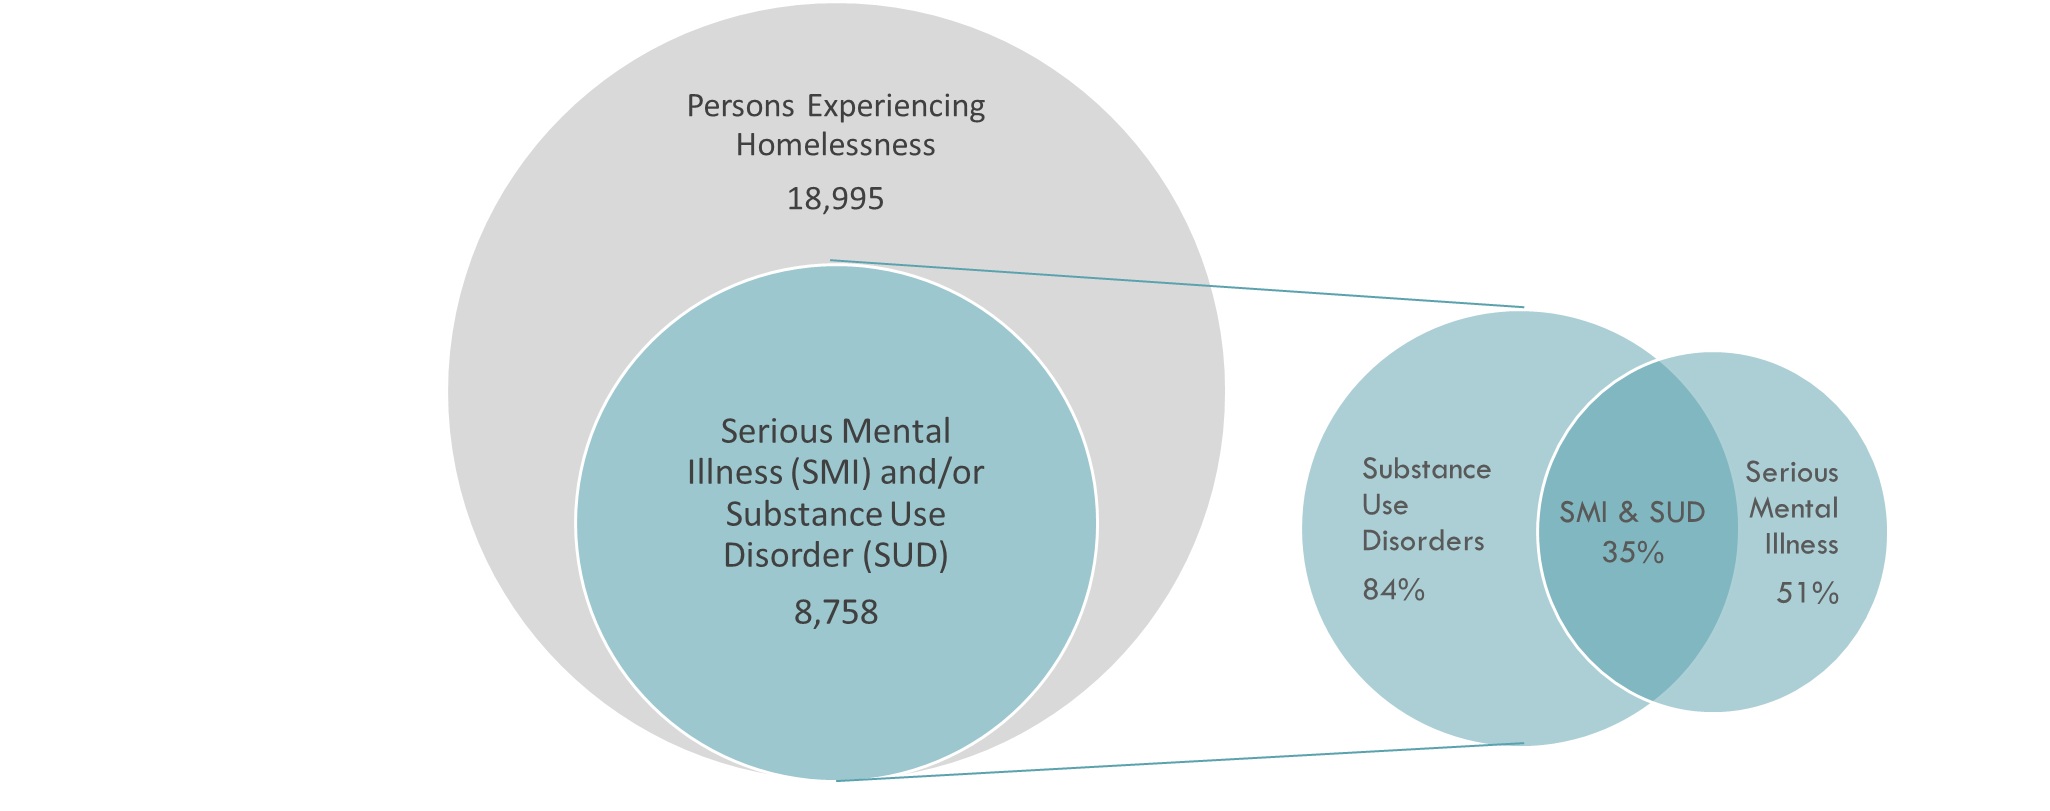 Persons Experiencing
Homelessness
18,995
Serious Mental
Illness (SMI) and/or
Substance Use
Disorder (SUD)
8,758
Substance
Use
Disorders
84%
SMI & SUD
35%
Serious
Mental
Illness
51%